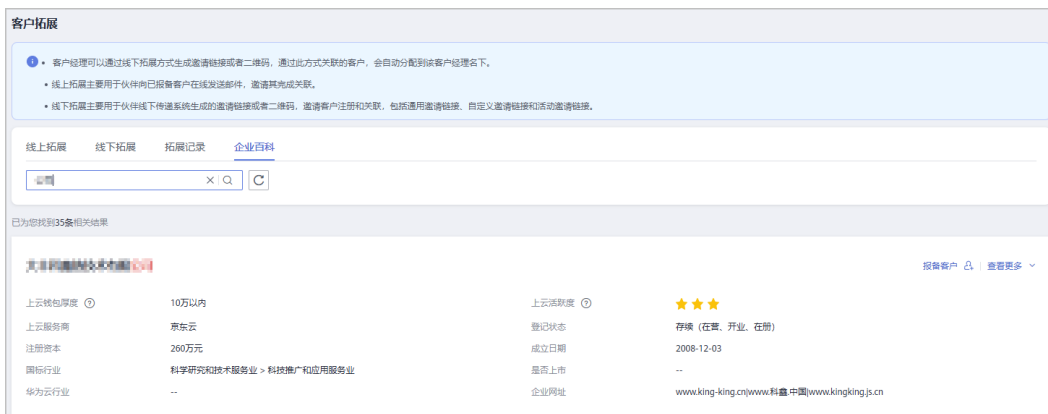 客户拓展
客户经理可以通过线下拓展方式生成邀请链接或者二维码，通过此方式关联的客户，会自动分配到该客户经理名下。
• 线上拓展主要用于伙伴向已报备客户在线发送邮件，邀请其完成关联。
• 线下拓展主要用于伙伴线下传递系统生成的邀请链接或者二维码，邀请客户注册和关联，包括通用邀请链接、自定义邀请链接和活动邀请链接。
线上拓展 线下拓展 拓展记录 企业百科
已为您找到35条相关结果
报备客户 查看更多
上云钱包厚度 ? 10万以内 上云活跃度 ?
上云服务商 京东云 登记状态 存续（在营、开业、在册）
注册资本 260万元 成立日期 2008-12-03
国标行业 科学研究和技术服务业 > 科技推广和应用服务业 是否上市 --
华为云行业 -- 企业网址 www.king-king.cn|www.科鑫.中国|www.kingking.js.cn